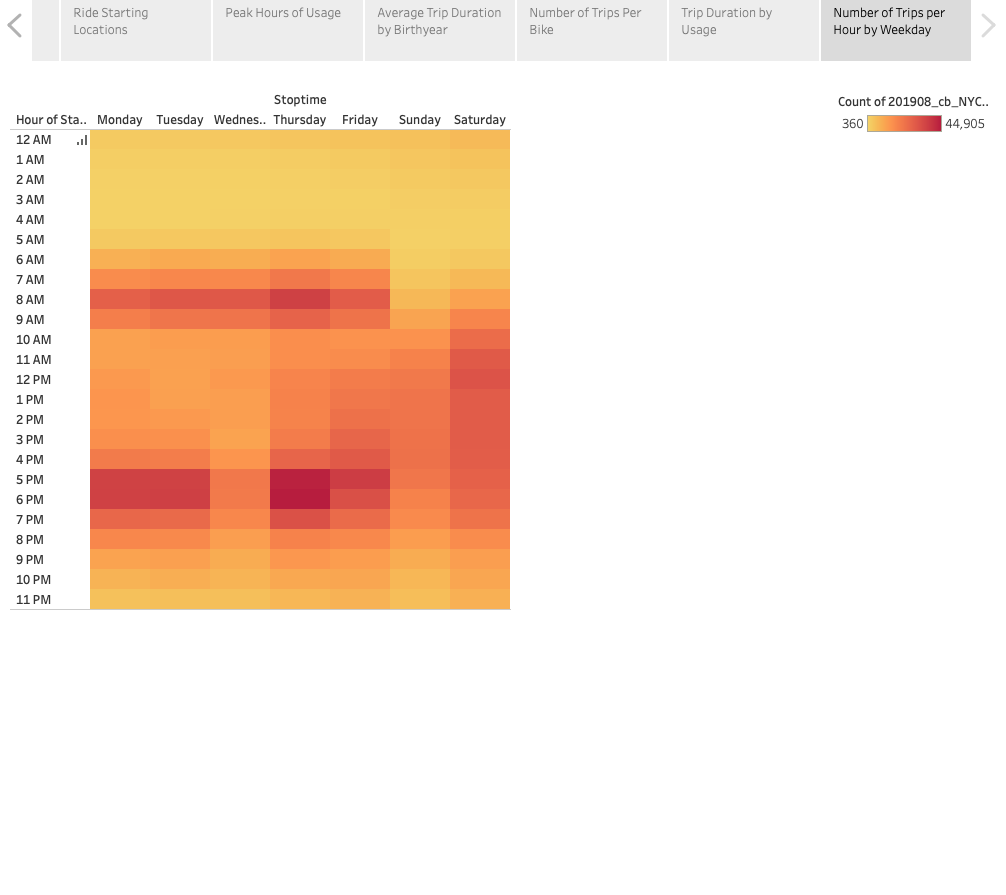 Ride Starting
Locations
Peak Hours of Usage
Average Trip Duration
by Birthyear
Number of Trips Per
Bike
Trip Duration by
Usage
Number of Trips per
Hour by Weekday
Stoptime
Hour of Sta.. Monday Tuesday Wednes.. Thursday Friday Sunday Saturday
12 AM
1 AM
2 AM
3 AM
4 AM
5 AM
6 AM
7 AM
8 AM
9 AM
10 AM
11 AM
12 PM
1 PM
2 PM
3 PM
4 PM
5 PM
6 PM
7 PM
8 PM
9 PM
10 PM
11 PM
Count of 201908_cb_NYC..
360 44,905